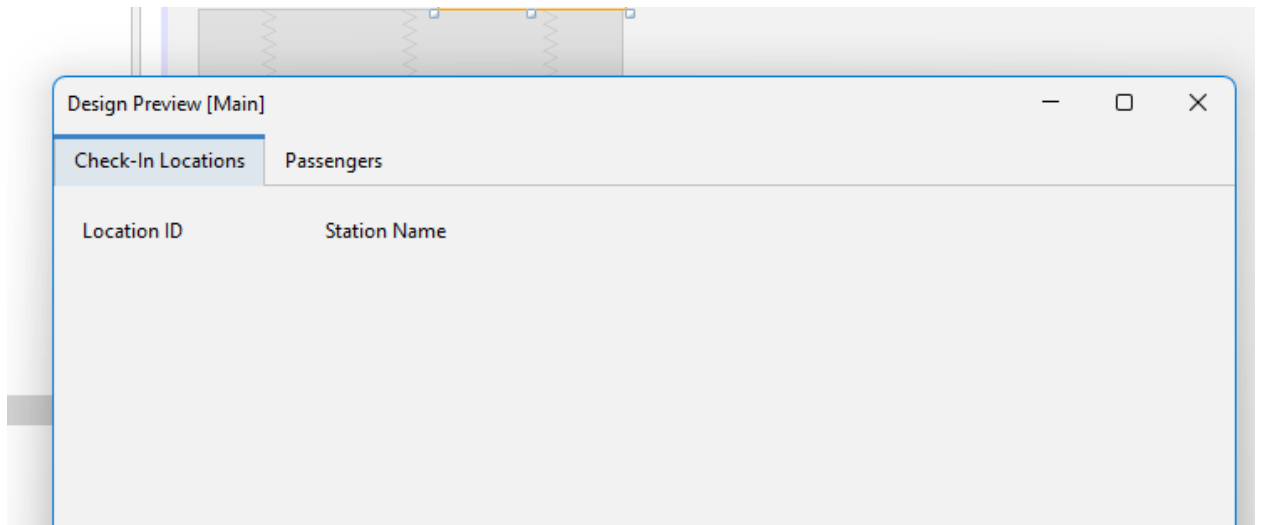 Design Preview [Main]
Check-In Locations Passengers
Location ID Station Name